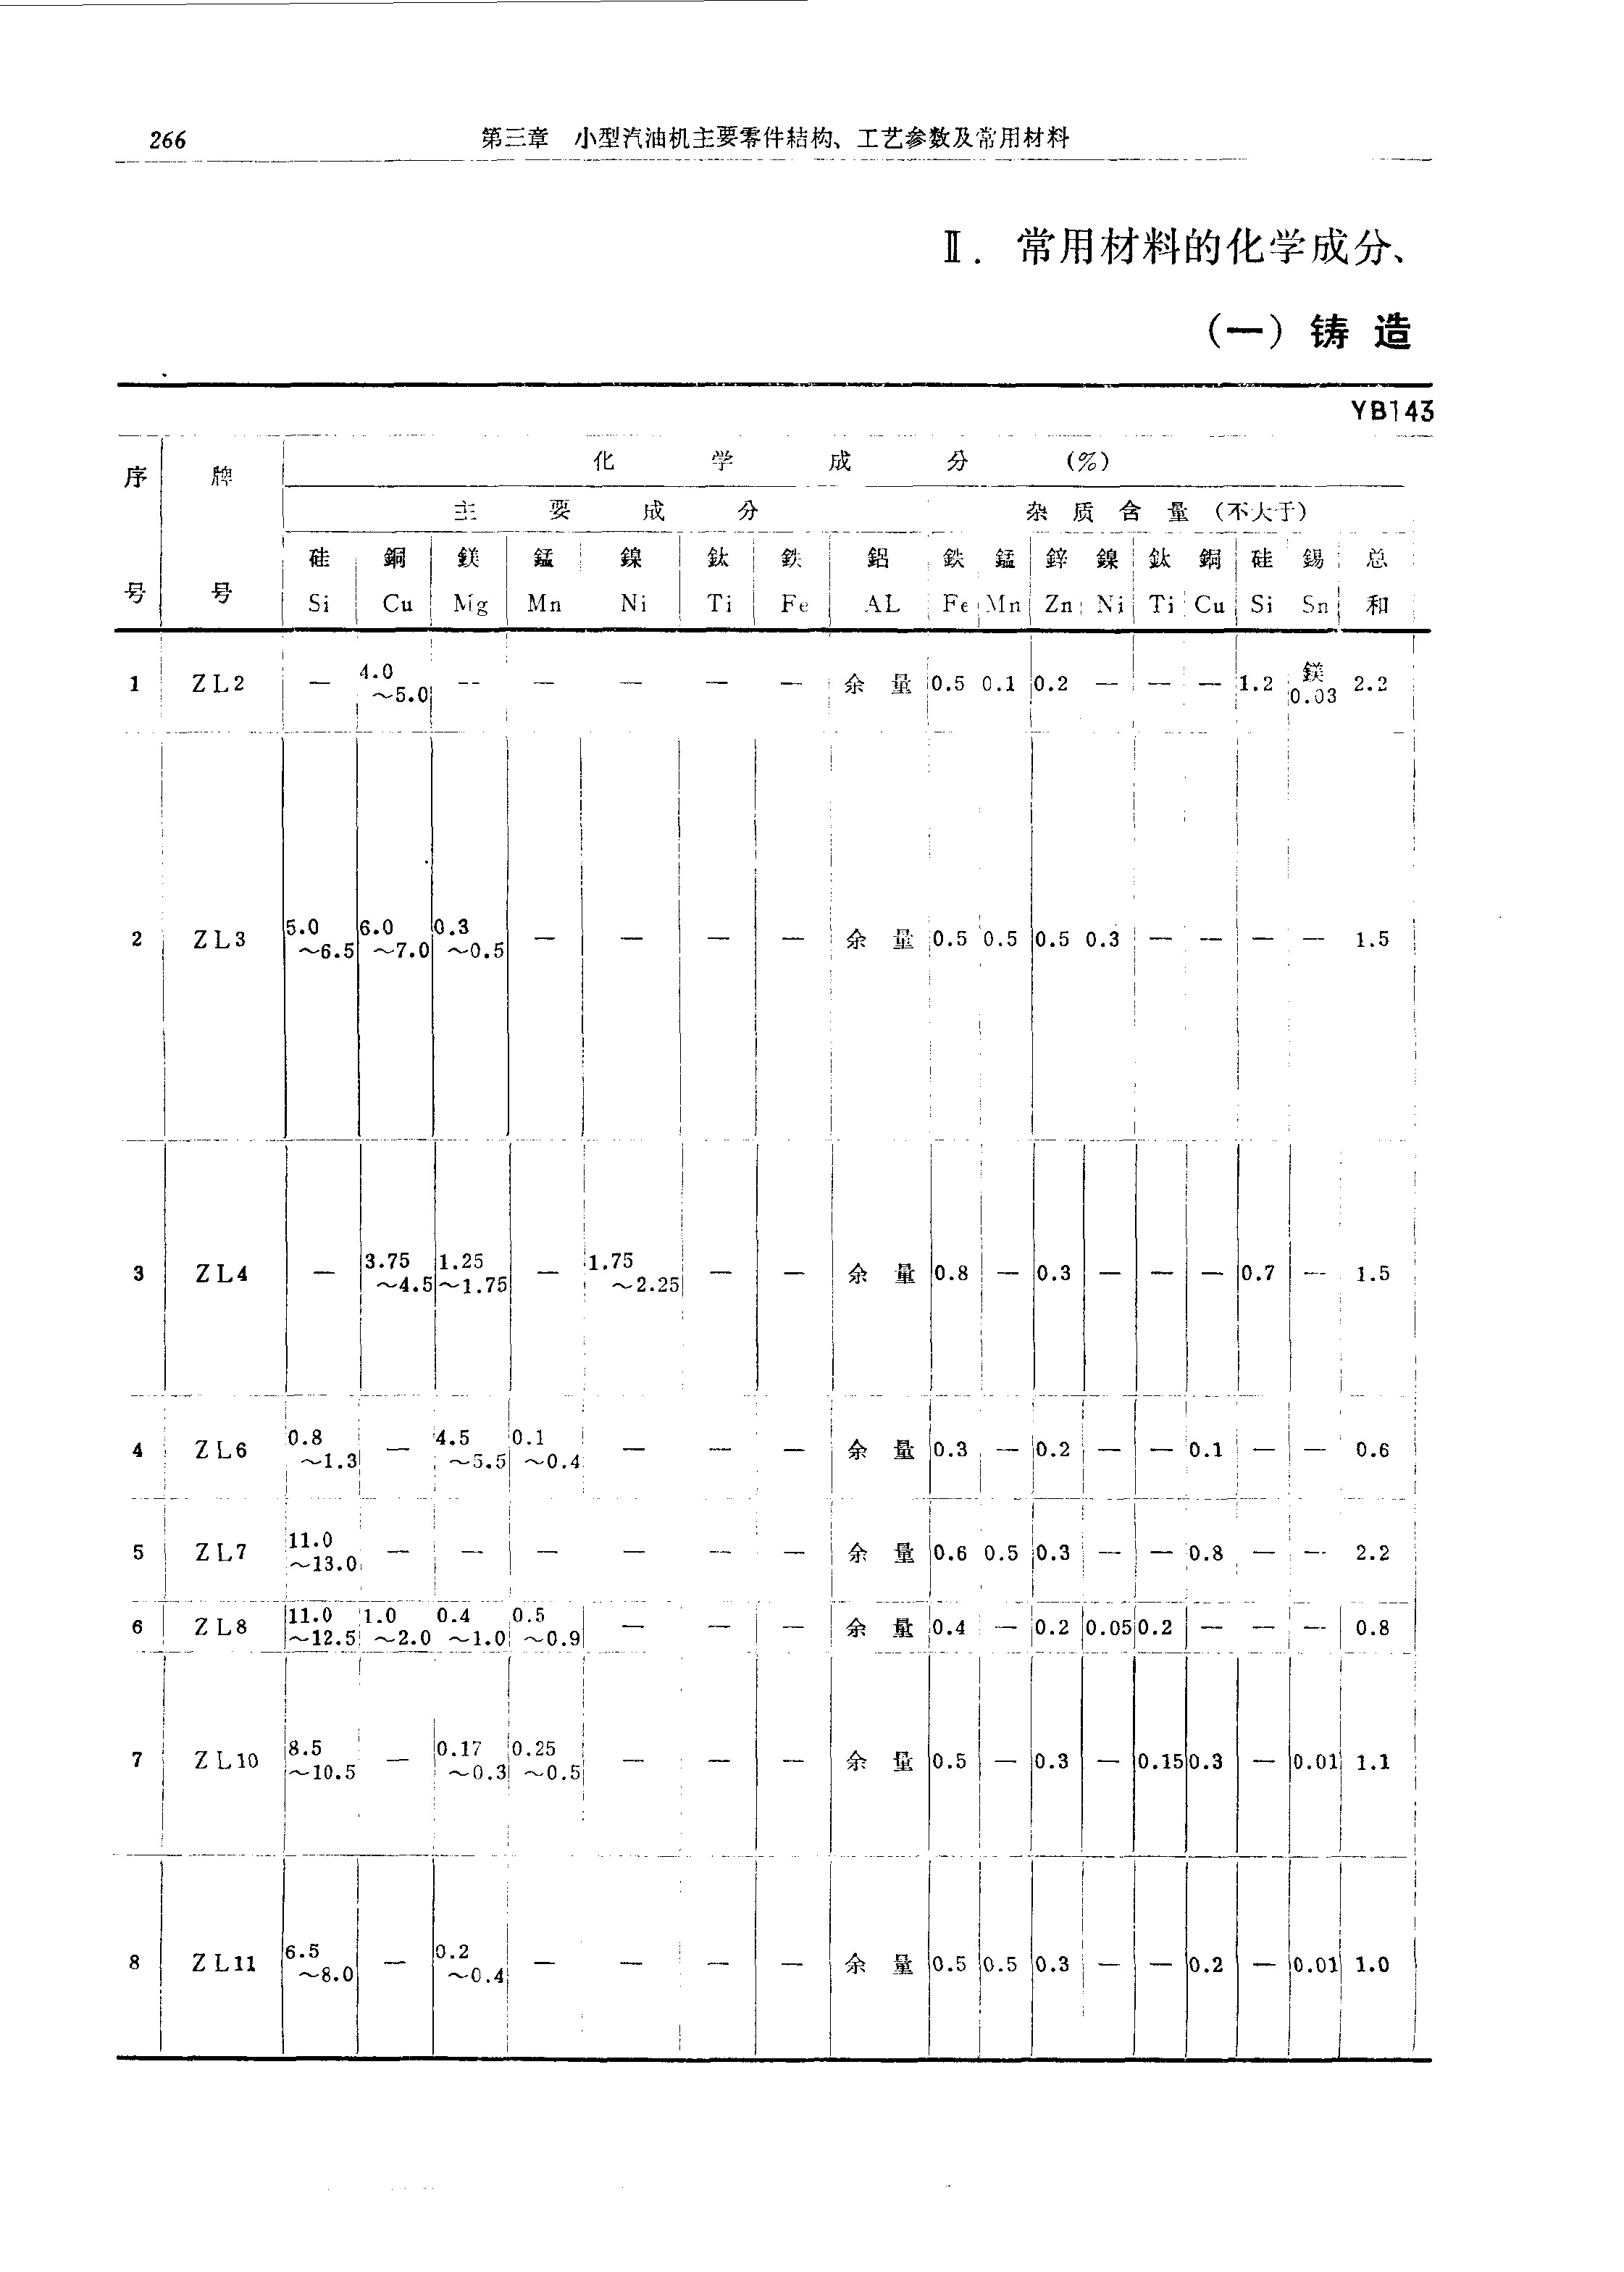 266 第三章 小型汽油机主要零件結构、工艺参数及常用材料
Ⅱ. 常用材料的化学成分、
(一) 铸 造
YB143
序 牌 化 学 成 分 (%)
主 要 成 分 杂 质 含 量 (不大于)
硅 銅 鎂 錳 鎳 鈦 鉄 鋁 鉄 錳 鋅 鎳 鈦 銅 硅 錫 总
号 号 Si Cu Mg Mn Ni Ti Fe AL Fe Mn Zn Ni Ti Cu Si Sn 和
1 ZL2 — 4.0～5.0 — — — — — 余 量 0.5 0.1 0.2 — — — 1.2 鎂0.03 2.2
2 ZL3 5.0～6.5 6.0～7.0 0.3～0.5 — — — — 余 量 0.5 0.5 0.5 0.3 — — — — 1.5
3 ZL4 — 3.75～4.5 1.25～1.75 — 1.75～2.25 — — 余 量 0.8 — 0.3 — — — 0.7 — 1.5
4 ZL6 0.8～1.3 — 4.5～5.5 0.1～0.4 — — — 余 量 0.3 — 0.2 — — 0.1 — — 0.6
5 ZL7 11.0～13.0 — — — — — — 余 量 0.6 0.5 0.3 — — 0.8 — — 2.2
6 ZL8 11.0～12.5 1.0～2.0 0.4～1.0 0.5～0.9 — — — 余 量 0.4 — 0.2 0.05 0.2 — — — 0.8
7 ZL10 8.5～10.5 — 0.17～0.3 0.25～0.5 — — — 余 量 0.5 — 0.3 — 0.15 0.3 — 0.01 1.1
8 ZL11 6.5～8.0 — 0.2～0.4 — — — — 余 量 0.5 0.5 0.3 — — 0.2 — 0.01 1.0